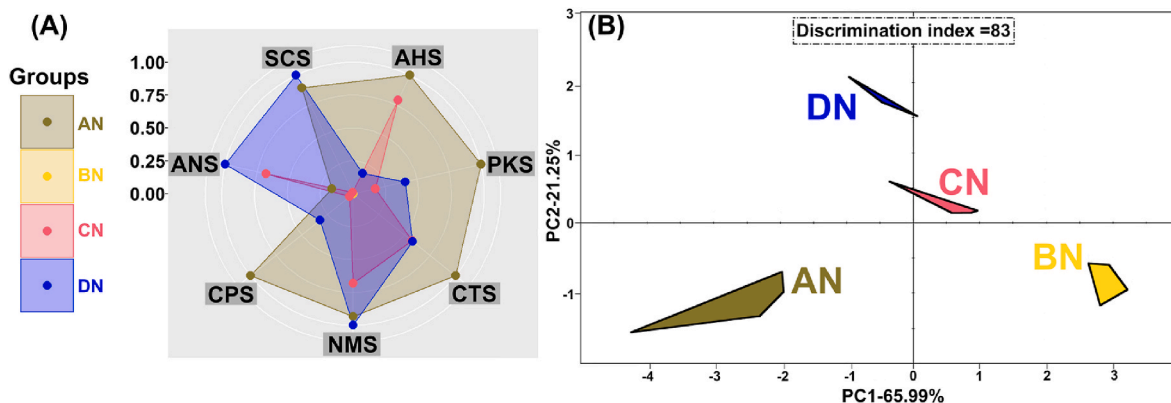 (A)
Groups
AN
BN
CN
DN
1.00
0.75
0.50
0.25
0.00
SCS
AHS
PKS
CTS
NMS
CPS
ANS
(B)
Discrimination index =83
3
2
1
0
-1
PC2-21.25%
DN
CN
AN
BN
-4
-3
-2
-1
0
1
2
3
PC1-65.99%